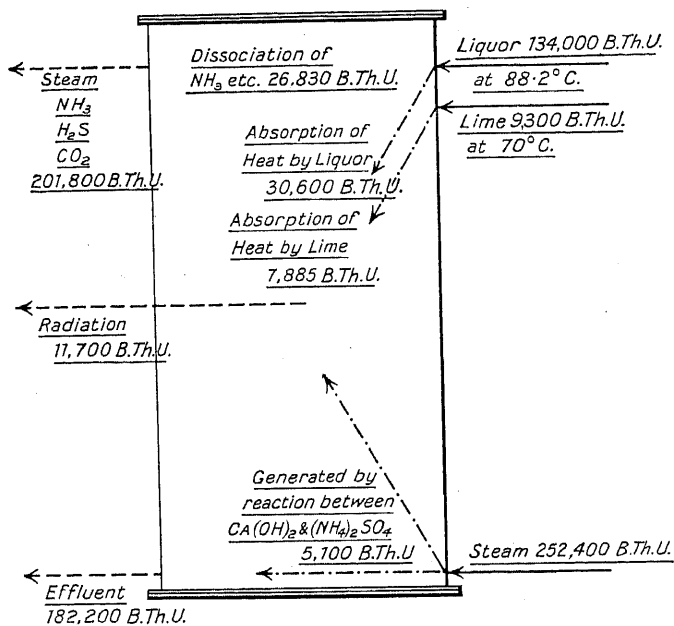 Steam
NH₃
H₂S
CO₂
201,800 B.Th.U.
Dissociation of
NH₃ etc. 26.830 B.Th.U.
Liquor 134,000 B.Th.U.
at 88·2° C.
Lime 9,300 B.Th.U.
at 70° C.
Absorption of
Heat by Liquor
30,600 B.Th.U.
Absorption of
Heat by Lime
7,885 B.Th.U.
Radiation
11,700 B.Th.U.
Generated by
reaction between
CA(OH)₂ & (NH₄)₂SO₄
5,100 B.Th.U
Steam 252,400 B.Th.U.
Effluent
182,200 B.Th.U.